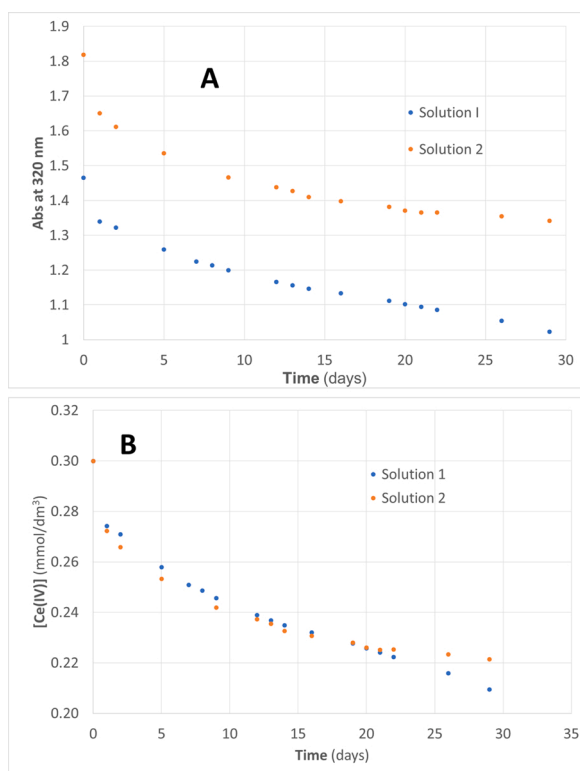 1.9
1.8
1.7
1.6
1.5
1.4
1.3
1.2
1.1
1
Abs at 320 nm
A
Solution I
Solution 2
0 5 10 15 20 25 30
Time (days)
0.32
0.30
0.28
0.26
0.24
0.22
0.20
[Ce(IV)] (mmol/dm³)
B
Solution 1
Solution 2
0 5 10 15 20 25 30 35
Time (days)